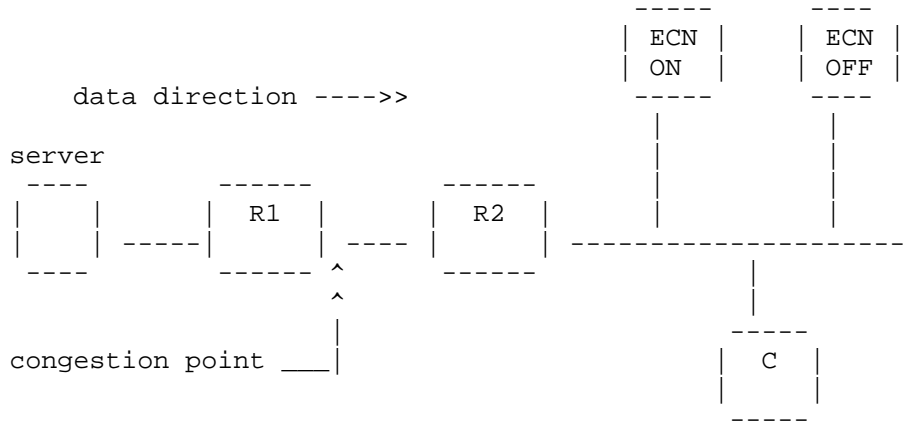 ECN ECN
ON OFF
data direction ---->>
server
R1 R2
congestion point
C